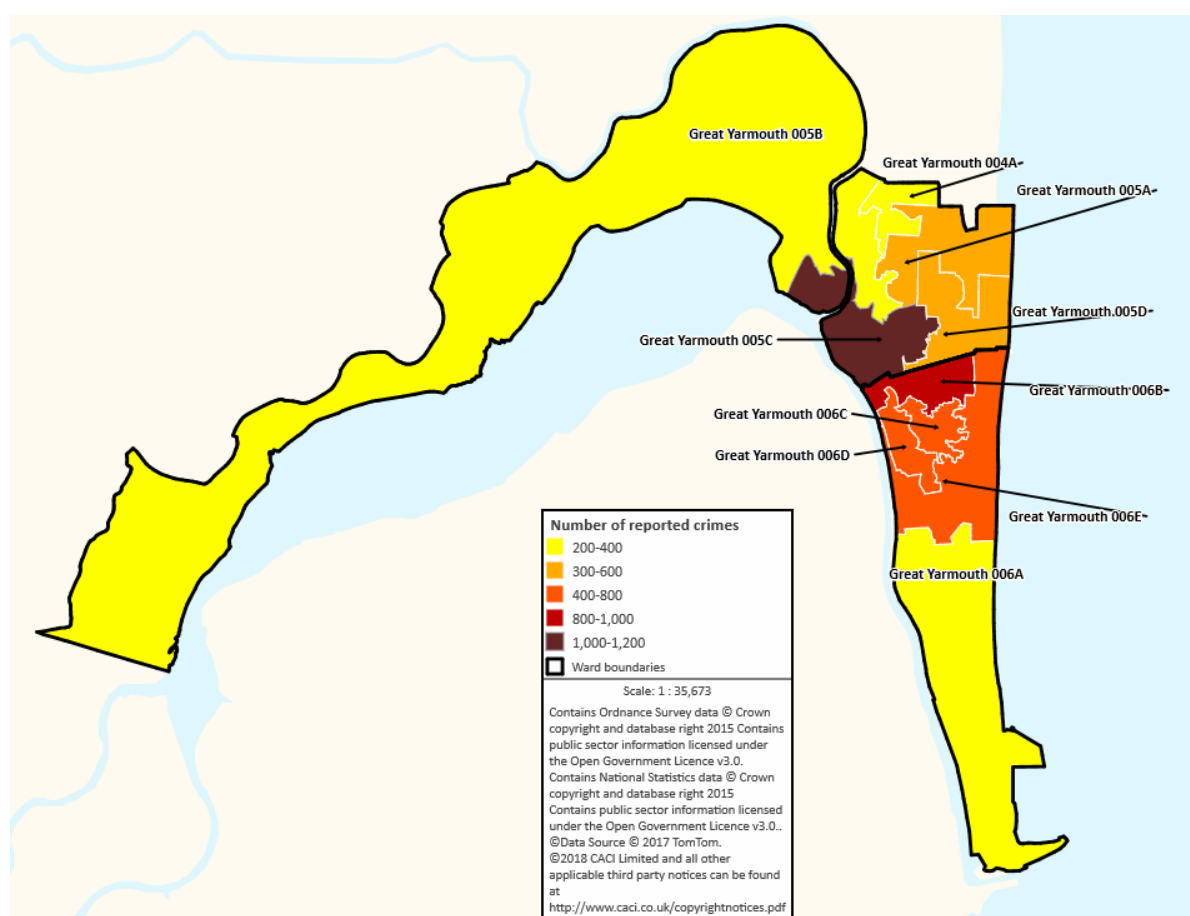 Great Yarmouth 005B
Great Yarmouth 004A
Great Yarmouth 005A
Great Yarmouth 005D
Great Yarmouth 005C
Great Yarmouth 006B
Great Yarmouth 006C
Great Yarmouth 006D
Great Yarmouth 006E
Great Yarmouth 006A
Number of reported crimes
200-400
300-600
400-800
800-1,000
1,000-1,200
Ward boundaries
Scale: 1 : 35,673
Contains Ordnance Survey data © Crown
copyright and database right 2015 Contains
public sector information licensed under
the Open Government Licence v3.0.
Contains National Statistics data © Crown
copyright and database right 2015
Contains public sector information licensed
under the Open Government Licence v3.0..
©Data Source © 2017 TomTom.
©2018 CACI Limited and all other
applicable third party notices can be found
at
http://www.caci.co.uk/copyrightnotices.pdf